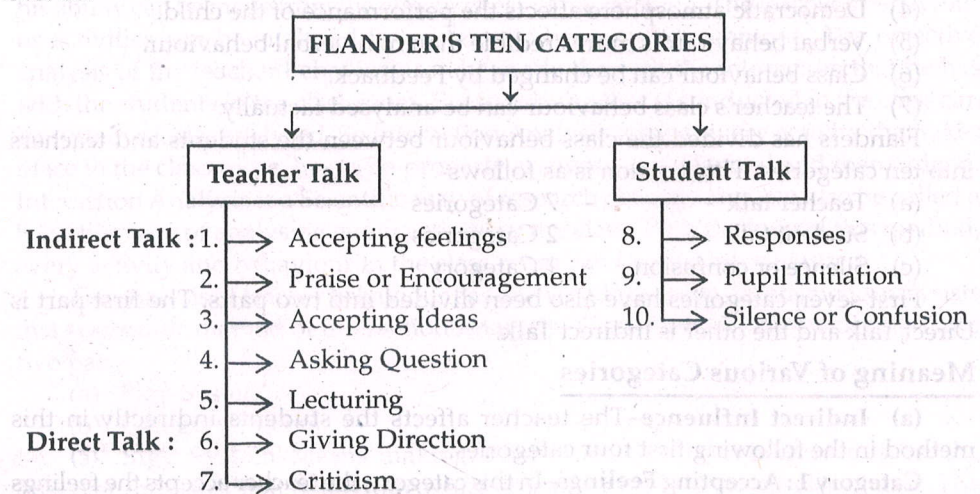 FLANDER'S TEN CATEGORIES
Teacher Talk
Student Talk
Indirect Talk : 1. Accepting feelings
2. Praise or Encouragement
3. Accepting Ideas
4. Asking Question
5. Lecturing
Direct Talk : 6. Giving Direction
7. Criticism
8. Responses
9. Pupil Initiation
10. Silence or Confusion